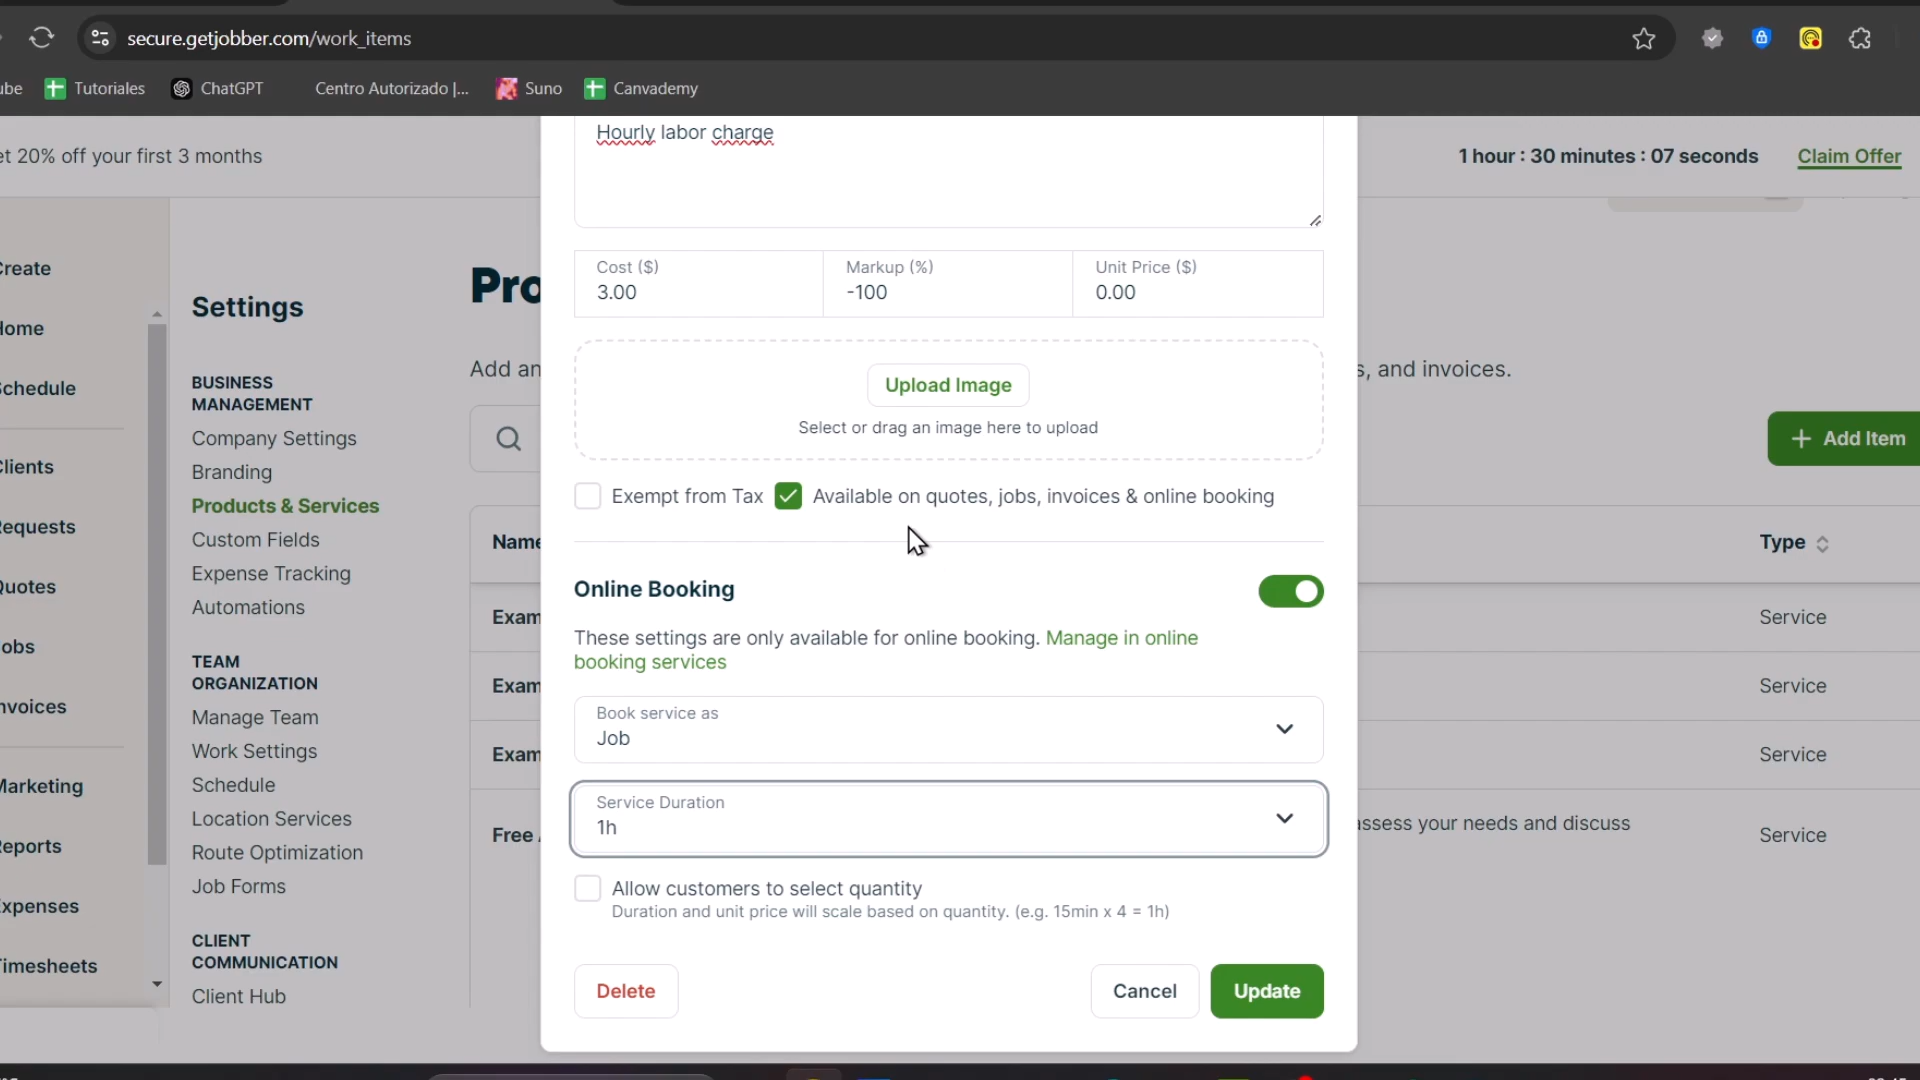 secure.getjobber.com/work_items
ube Tutoriales ChatGPT Centro Autorizado |... Suno Canvademy
et 20% off your first 3 months
1 hour : 30 minutes : 07 seconds Claim Offer
Create
Home
Schedule
Clients
Requests
Quotes
Jobs
Invoices
Marketing
Reports
Expenses
Timesheets
Settings
BUSINESS
MANAGEMENT
Company Settings
Branding
Products & Services
Custom Fields
Expense Tracking
Automations
TEAM
ORGANIZATION
Manage Team
Work Settings
Schedule
Location Services
Route Optimization
Job Forms
CLIENT
COMMUNICATION
Client Hub
Pro
Add an
s, and invoices.
+ Add Item
Name
Type
Exam
Service
Exam
Service
Exam
Service
Free
assess your needs and discuss
Service
Hourly labor charge
Cost ($) Markup (%) Unit Price ($)
3.00 -100 0.00
Upload Image
Select or drag an image here to upload
Exempt from Tax Available on quotes, jobs, invoices & online booking
Online Booking
These settings are only available for online booking. Manage in online
booking services
Book service as
Job
Service Duration
1h
Allow customers to select quantity
Duration and unit price will scale based on quantity. (e.g. 15min x 4 = 1h)
Delete Cancel Update